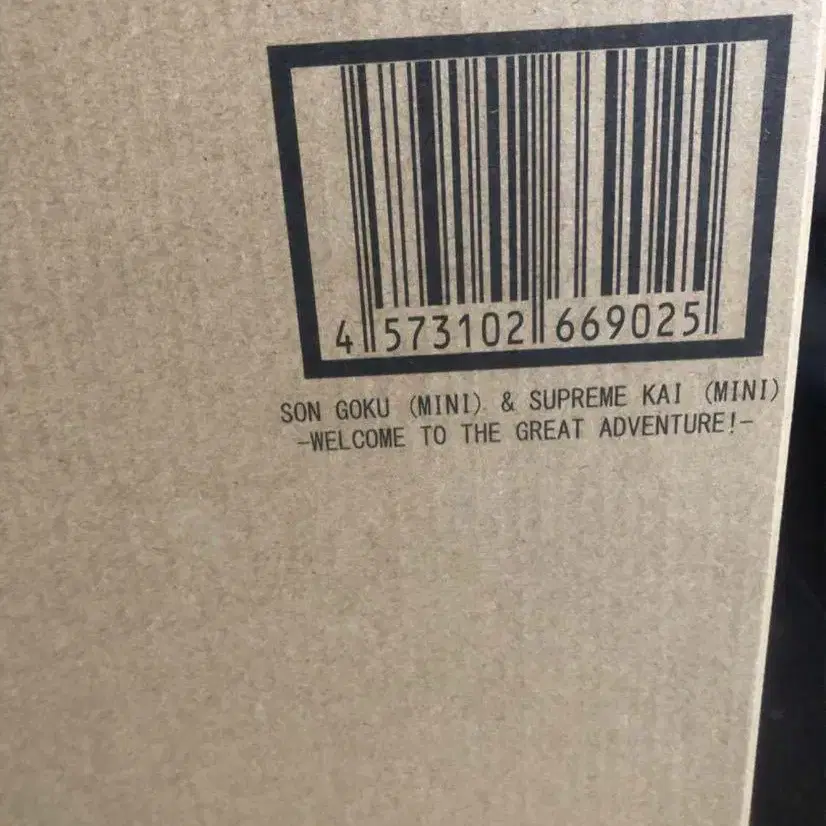 4 573102 669025
SON GOKU (MINI) & SUPREME KAI (MINI)
-WELCOME TO THE GREAT ADVENTURE!-